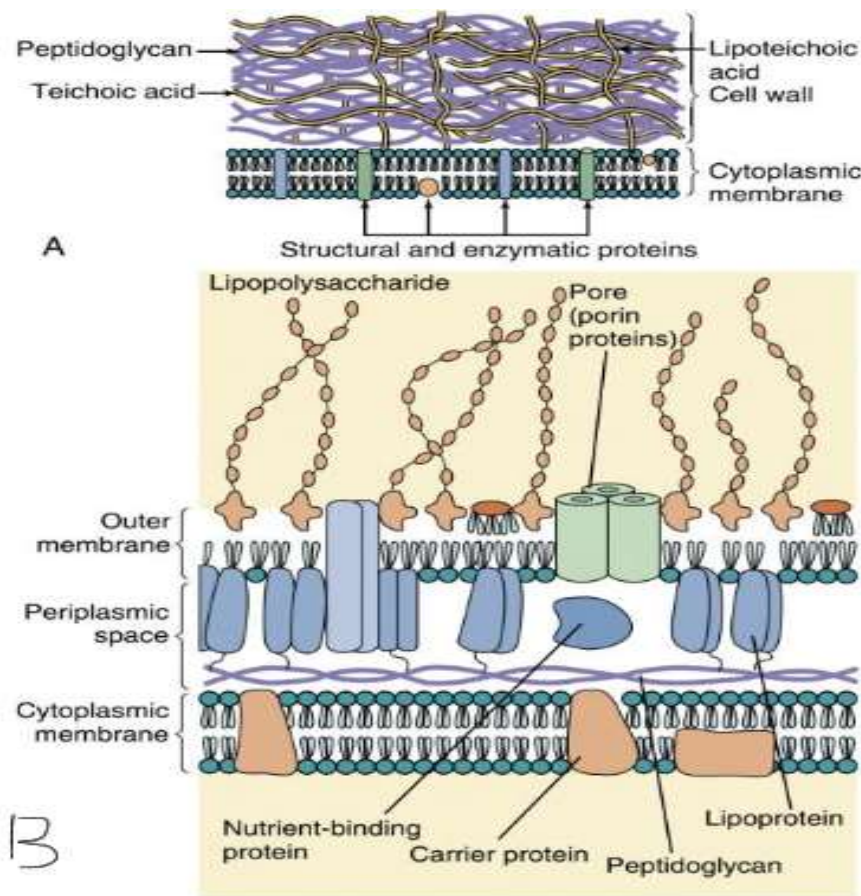 Peptidoglycan
Teichoic acid
Lipoteichoic
acid
Cell wall
Cytoplasmic
membrane
Structural and enzymatic proteins
A
Lipopolysaccharide
Pore
(porin
proteins)
Outer
membrane
Periplasmic
space
Cytoplasmic
membrane
Nutrient-binding
protein
Carrier protein
Peptidoglycan
Lipoprotein
B